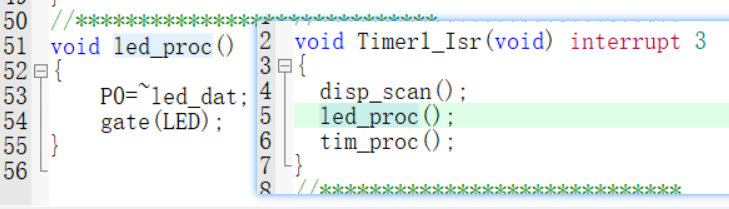 50 //*****************************
51 void led_proc()
52 {
53 P0=~led_dat;
54 gate(LED);
55 }
56
2 void Timer1_Isr(void) interrupt 3
3 {
4 disp_scan();
5 led_proc();
6 tim_proc();
7 }
8 //*****************************